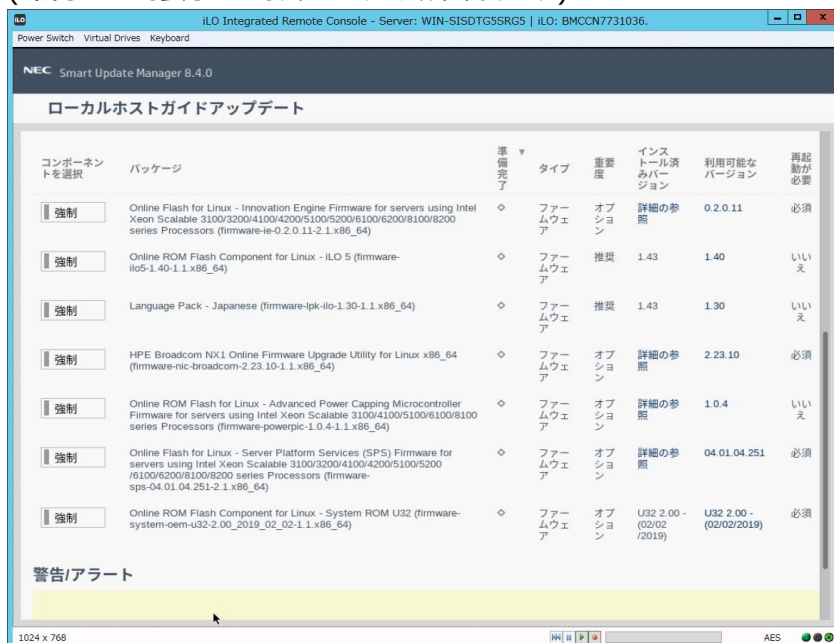 iLO Integrated Remote Console - Server: WIN-SISDTG5SRG5 | iLO: BMCCN7731036.
Power Switch Virtual Drives Keyboard
NEC Smart Update Manager 8.4.0
ローカルホストガイドアップデート
コンポーネン
トを選択
パッケージ
準
備
完
了
タイプ
重要
度
インス
トール済
みバー
ジョン
利用可能な
バージョン
再起
動が
必要
強制
Online Flash for Linux - Innovation Engine Firmware for servers using Intel
Xeon Scalable 3100/3200/4100/4200/5100/5200/6100/6200/8100/8200
series Processors (firmware-ie-0.2.0.11-2.1.x86_64)
ファー
ムウェ
ア
オプ
ショ
ン
詳細の参
照
0.2.0.11
必須
強制
Online ROM Flash Component for Linux - iLO 5 (firmware-
ilo5-1.40-1.1.x86_64)
ファー
ムウェ
ア
推奨
1.43
1.40
いい
え
強制
Language Pack - Japanese (firmware-lpk-ilo-1.30-1.1.x86_64)
ファー
ムウェ
ア
推奨
1.43
1.30
いい
え
強制
HPE Broadcom NX1 Online Firmware Upgrade Utility for Linux x86_64
(firmware-nic-broadcom-2.23.10-1.1.x86_64)
ファー
ムウェ
ア
オプ
ショ
ン
詳細の参
照
2.23.10
必須
強制
Online ROM Flash for Linux - Advanced Power Capping Microcontroller
Firmware for servers using Intel Xeon Scalable 3100/4100/5100/6100/8100
series Processors (firmware-powerpic-1.0.4-1.1.x86_64)
ファー
ムウェ
ア
オプ
ショ
ン
詳細の参
照
1.0.4
いい
え
強制
Online Flash for Linux - Server Platform Services (SPS) Firmware for
servers using Intel Xeon Scalable 3100/3200/4100/4200/5100/5200
/6100/6200/8100/8200 series Processors (firmware-
sps-04.01.04.251-2.1.x86_64)
ファー
ムウェ
ア
オプ
ショ
ン
詳細の参
照
04.01.04.251
必須
強制
Online ROM Flash Component for Linux - System ROM U32 (firmware-
system-oem-u32-2.00_2019_02_02-1.1.x86_64)
ファー
ムウェ
ア
オプ
ショ
ン
U32 2.00 -
(02/02
/2019)
U32 2.00 -
(02/02/2019)
必須
警告/アラート
1024 x 768
AES